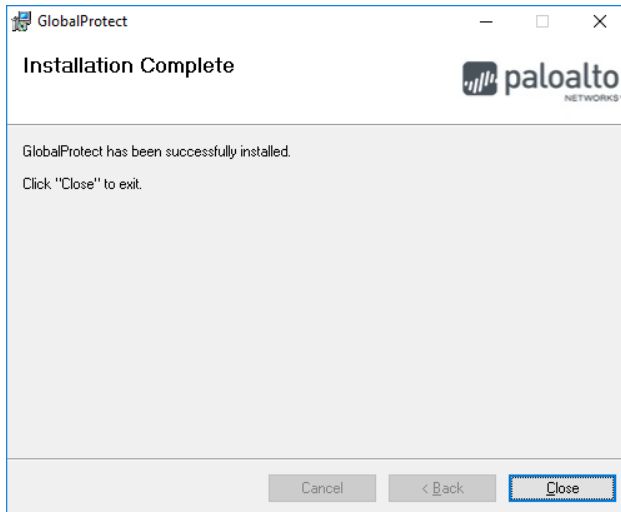 GlobalProtect
Installation Complete
paloalto
NETWORKS
GlobalProtect has been successfully installed.
Click "Close" to exit.
Cancel
< Back
Close